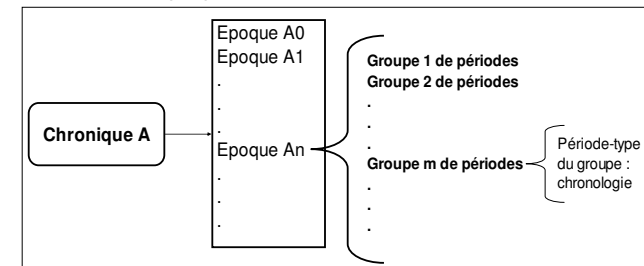 Chronique A
Epoque A0
Epoque A1
.
.
.
Epoque An
.
.
.
Groupe 1 de périodes
Groupe 2 de périodes
.
.
.
Groupe m de périodes
.
.
.
.
Période-type
du groupe :
chronologie